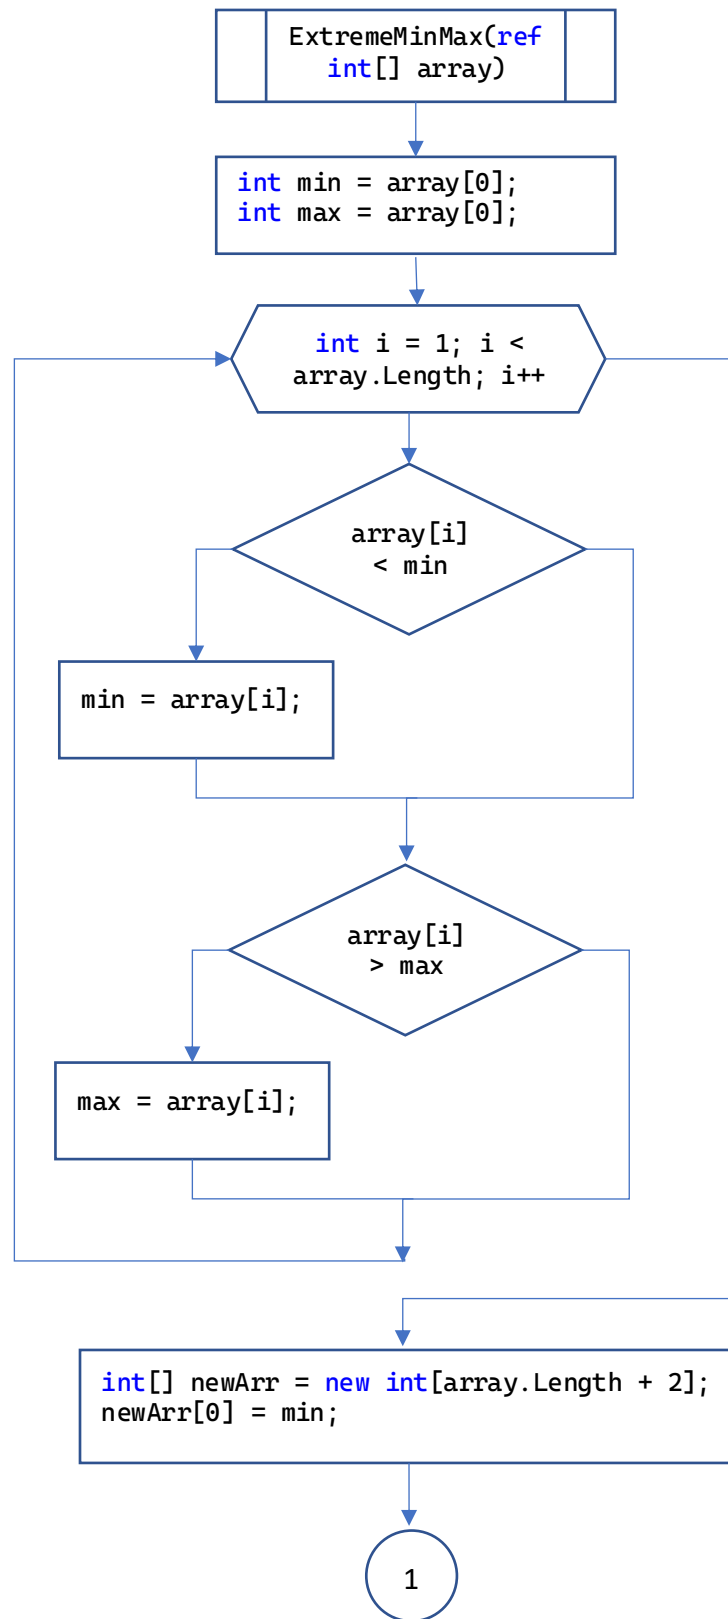 ExtremeMinMax(ref
int[] array)
int min = array[0];
int max = array[0];
int i = 1; i <
array.Length; i++
array[i]
< min
min = array[i];
array[i]
> max
max = array[i];
int[] newArr = new int[array.Length + 2];
newArr[0] = min;
1